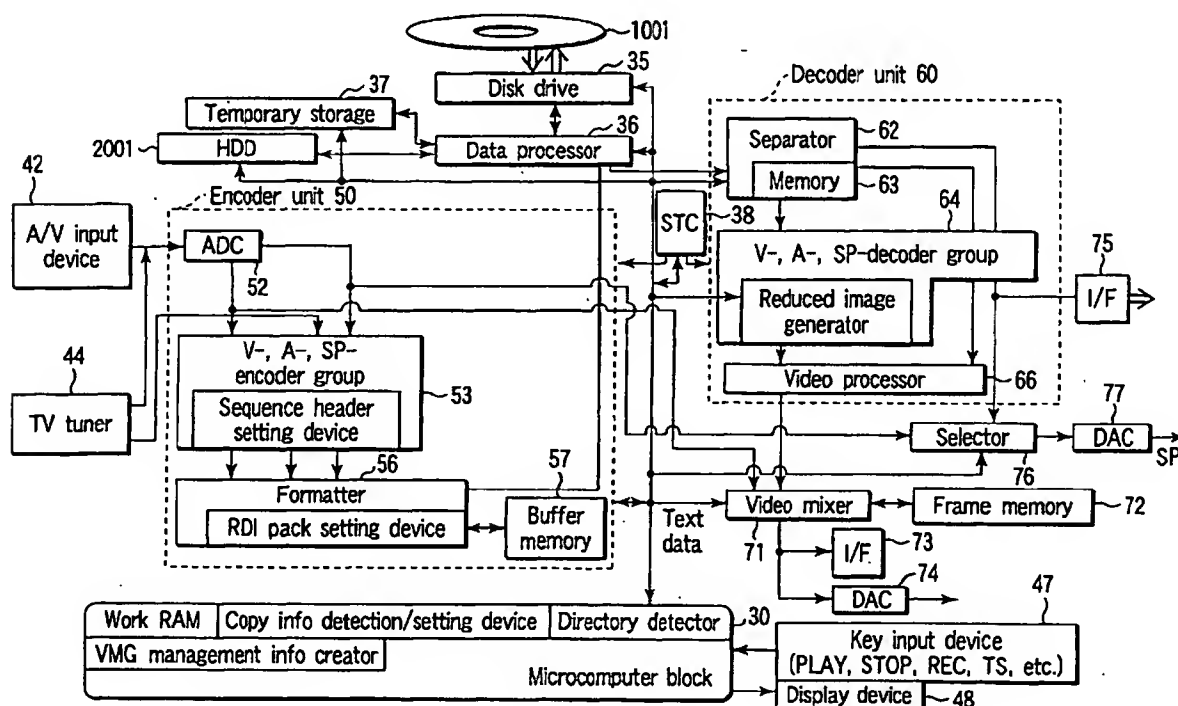 1001
35
Disk drive
Decoder unit 60
37
Temporary storage
36
62
2001
HDD
Data processor
Separator
42
Memory
63
Encoder unit 50
A/V input
device
ADC
52
STC
38
64
V-, A-, SP-decoder group
75
I/F
Reduced image
generator
V-, A-, SP-
encoder group
44
53
Video processor
66
TV tuner
Sequence header
setting device
77
Selector
DAC
76
SP
56
57
Formatter
RDI pack setting device
Buffer
memory
Text
data
Video mixer
71
Frame memory
72
73
I/F
74
DAC
47
Work RAM
Copy info detection/setting device
Directory detector
30
Key input device
(PLAY, STOP, REC, TS, etc.)
VMG management info creator
Microcomputer block
Display device
48